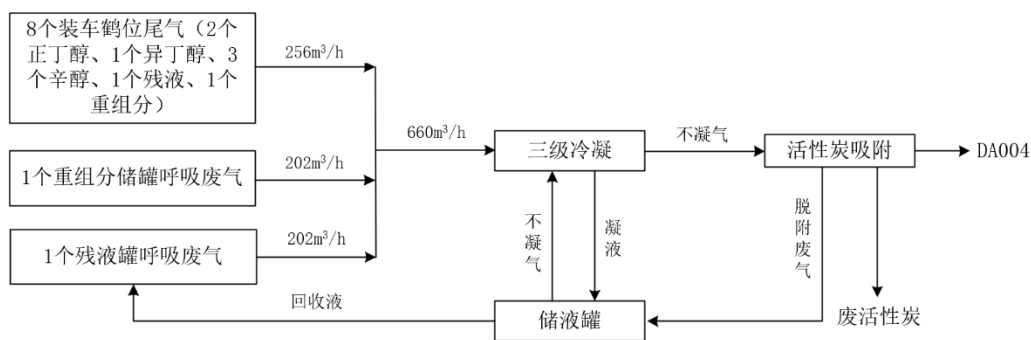 8个装车鹤位尾气（2个
正丁醇、1个异丁醇、3
个辛醇、1个残液、1个
重组分）
256m³/h
660m³/h
三级冷凝
不凝气
活性炭吸附
DA004
1个重组分储罐呼吸废气
202m³/h
1个残液罐呼吸废气
202m³/h
不凝气
凝液
脱附废气
回收液
储液罐
废活性炭